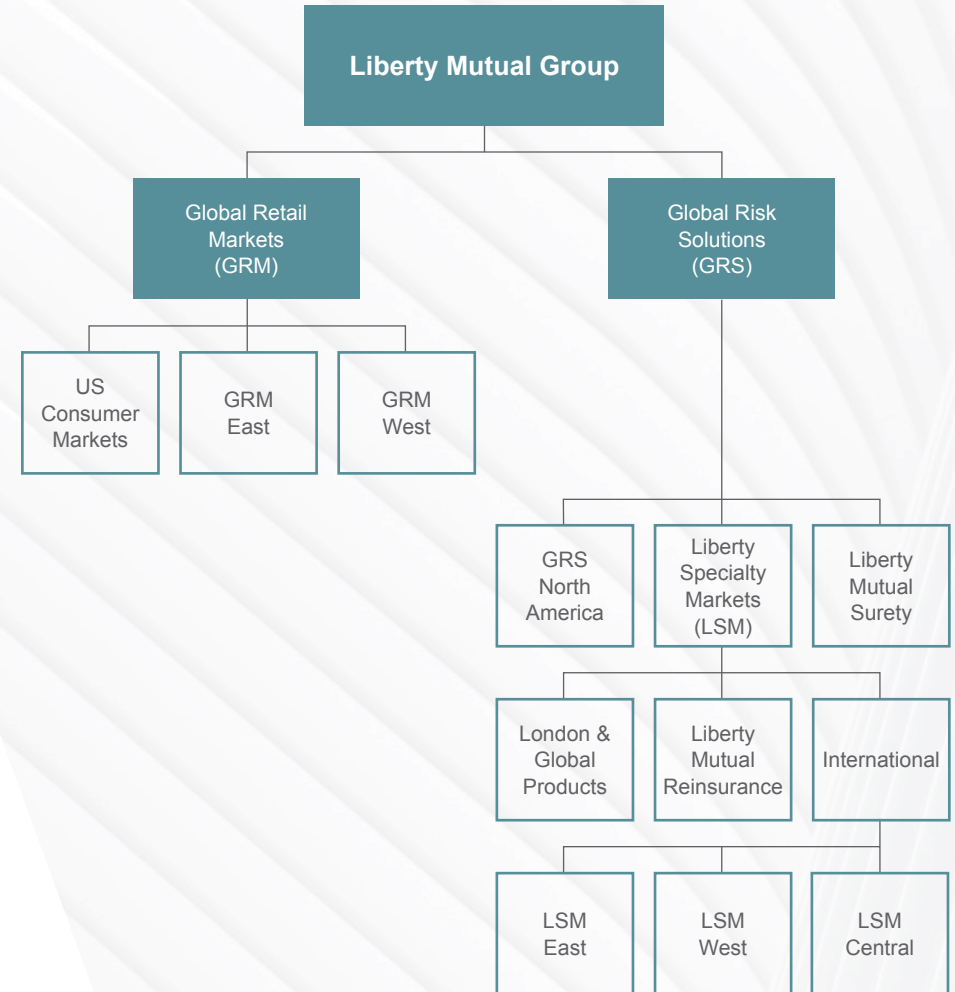 Liberty Mutual Group
Global Retail
Markets
(GRM)
Global Risk
Solutions
(GRS)
US
Consumer
Markets
GRM
East
GRM
West
GRS
North
America
Liberty
Specialty
Markets
(LSM)
Liberty
Mutual
Surety
London &
Global
Products
Liberty
Mutual
Reinsurance
International
LSM
East
LSM
West
LSM
Central